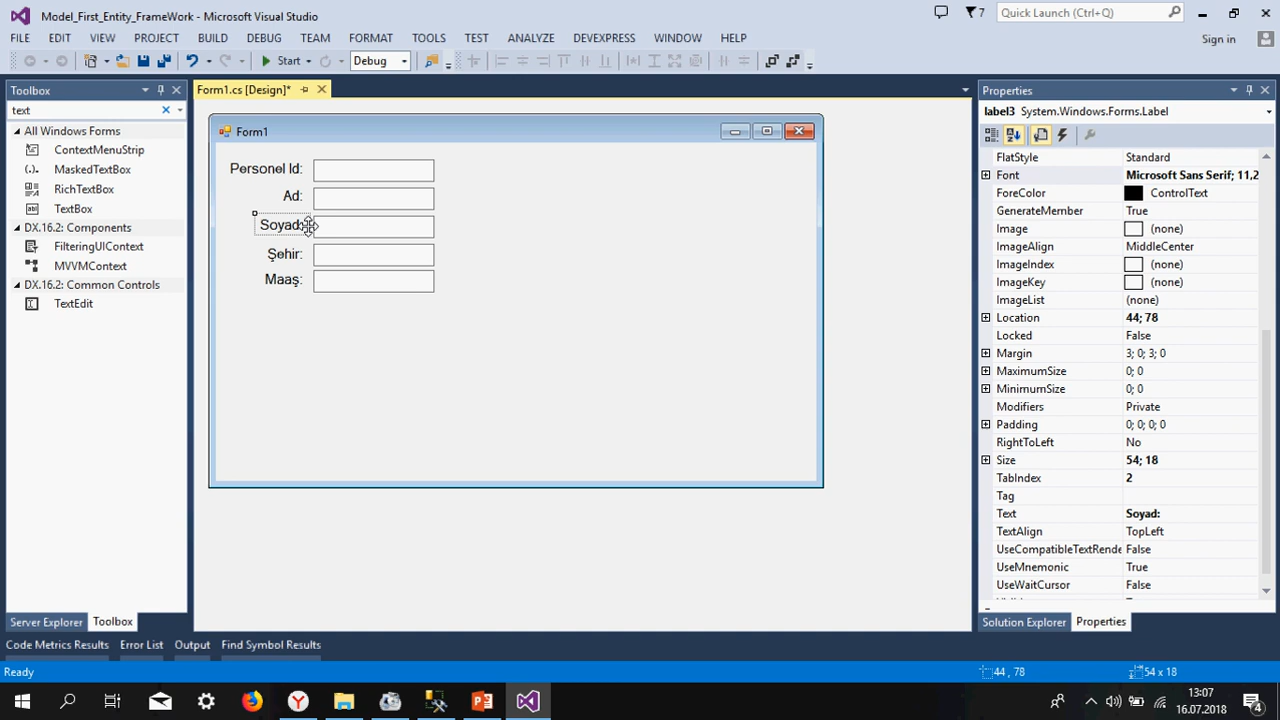 Model_First_Entity_FrameWork - Microsoft Visual Studio
7
Quick Launch (Ctrl+Q)
FILE EDIT VIEW PROJECT BUILD DEBUG TEAM FORMAT TOOLS TEST ANALYZE DEVEXPRESS WINDOW HELP
Sign in
Start Debug
Toolbox
text
All Windows Forms
ContextMenuStrip
MaskedTextBox
RichTextBox
TextBox
DX.16.2: Components
FilteringUIContext
MVVMContext
DX.16.2: Common Controls
TextEdit
Server Explorer Toolbox
Form1.cs [Design]*
Form1
Personel Id:
Ad:
Soyad:
Şehir:
Maaş:
Properties
label3 System.Windows.Forms.Label
FlatStyle Standard
Font Microsoft Sans Serif; 11,2
ForeColor ControlText
GenerateMember True
Image (none)
ImageAlign MiddleCenter
ImageIndex (none)
ImageKey (none)
ImageList (none)
Location 44; 78
Locked False
Margin 3; 0; 3; 0
MaximumSize 0; 0
MinimumSize 0; 0
Modifiers Private
Padding 0; 0; 0; 0
RightToLeft No
Size 54; 18
TabIndex 2
Tag
Text Soyad:
TextAlign TopLeft
UseCompatibleTextRende False
UseMnemonic True
UseWaitCursor False
Solution Explorer Properties
Code Metrics Results Error List Output Find Symbol Results
Ready 44 , 78 54 x 18
13:07
16.07.2018
4